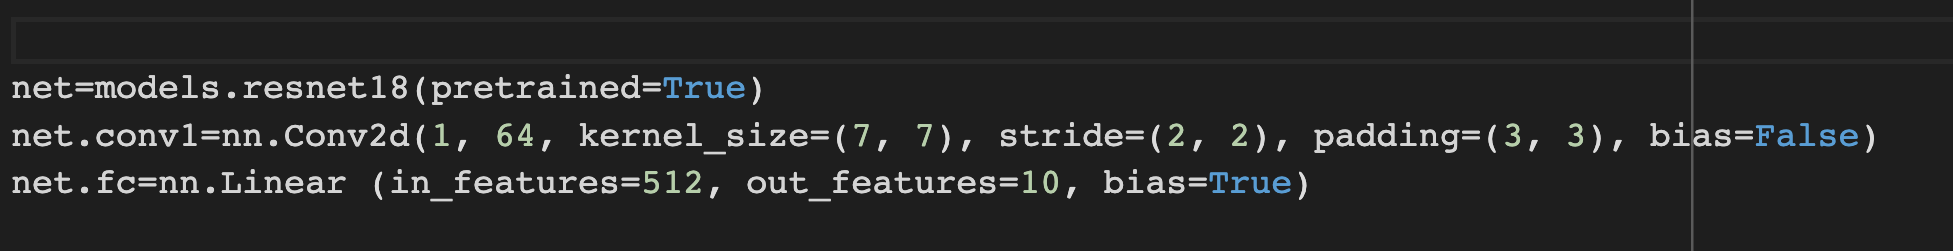 net=models.resnet18(pretrained=True)
net.conv1=nn.Conv2d(1, 64, kernel_size=(7, 7), stride=(2, 2), padding=(3, 3), bias=False)
net.fc=nn.Linear (in_features=512, out_features=10, bias=True)